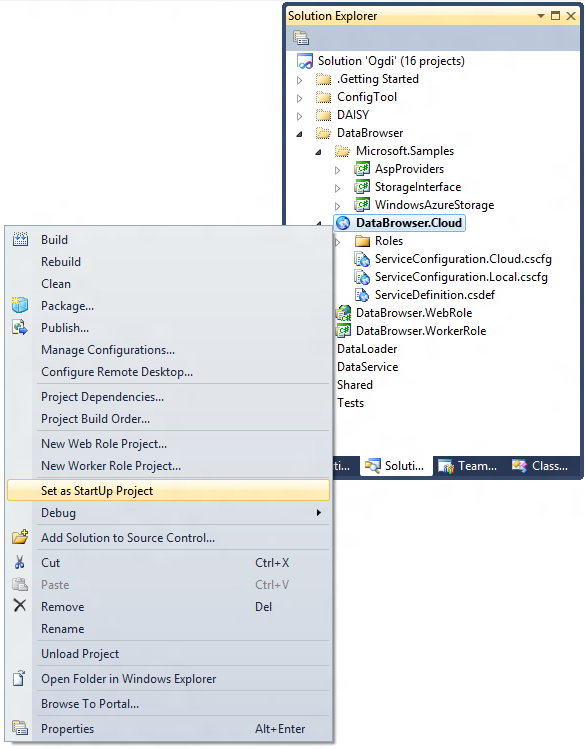 Solution Explorer
Solution 'Ogdi' (16 projects)
.Getting Started
ConfigTool
DAISY
DataBrowser
Microsoft.Samples
AspProviders
StorageInterface
WindowsAzureStorage
DataBrowser.Cloud
Roles
ServiceConfiguration.Cloud.cscfg
ServiceConfiguration.Local.cscfg
ServiceDefinition.csdef
DataBrowser.WebRole
DataBrowser.WorkerRole
DataLoader
DataService
Shared
Tests
Soluti... Team... Class...
Build
Rebuild
Clean
Package...
Publish...
Manage Configurations...
Configure Remote Desktop...
Project Dependencies...
Project Build Order...
New Web Role Project...
New Worker Role Project...
Set as StartUp Project
Debug
Add Solution to Source Control...
Cut Ctrl+X
Paste Ctrl+V
Remove Del
Rename
Unload Project
Open Folder in Windows Explorer
Browse To Portal...
Properties Alt+Enter